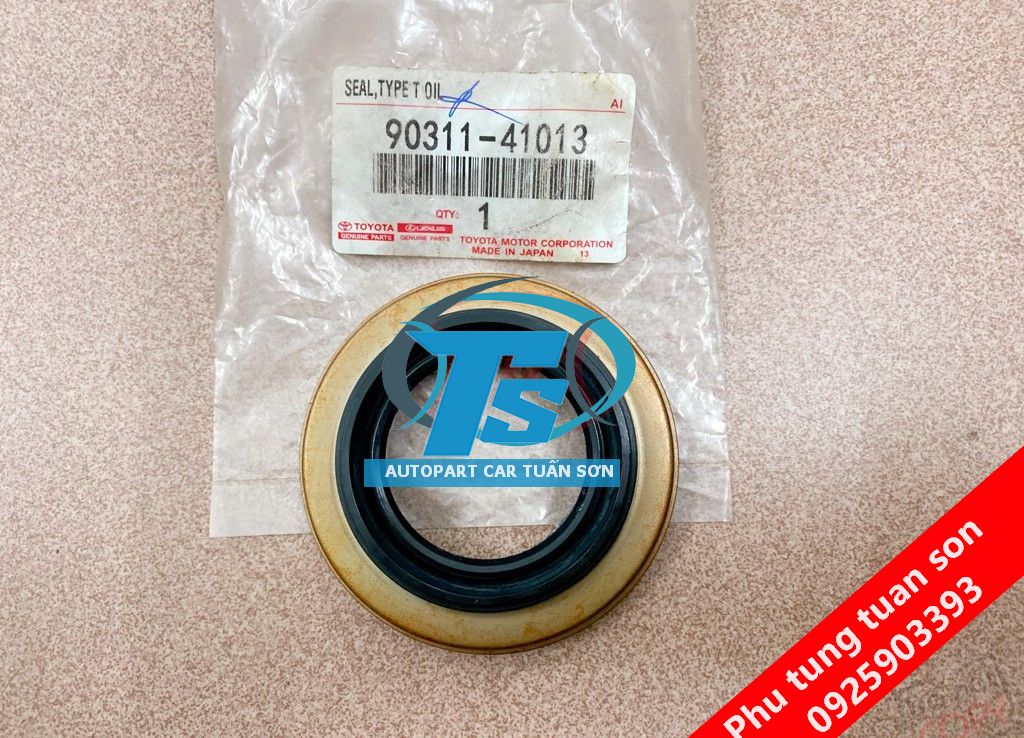 SEAL,TYPE T OIL
AI
90311-41013
QTY: 1
TOYOTA LEXUS
GENUINE PARTS GENUINE PARTS
TOYOTA MOTOR CORPORATION
MADE IN JAPAN 13
TS
AUTOPART CAR TUẤN SƠN
Phu tung tuan son
0925903393